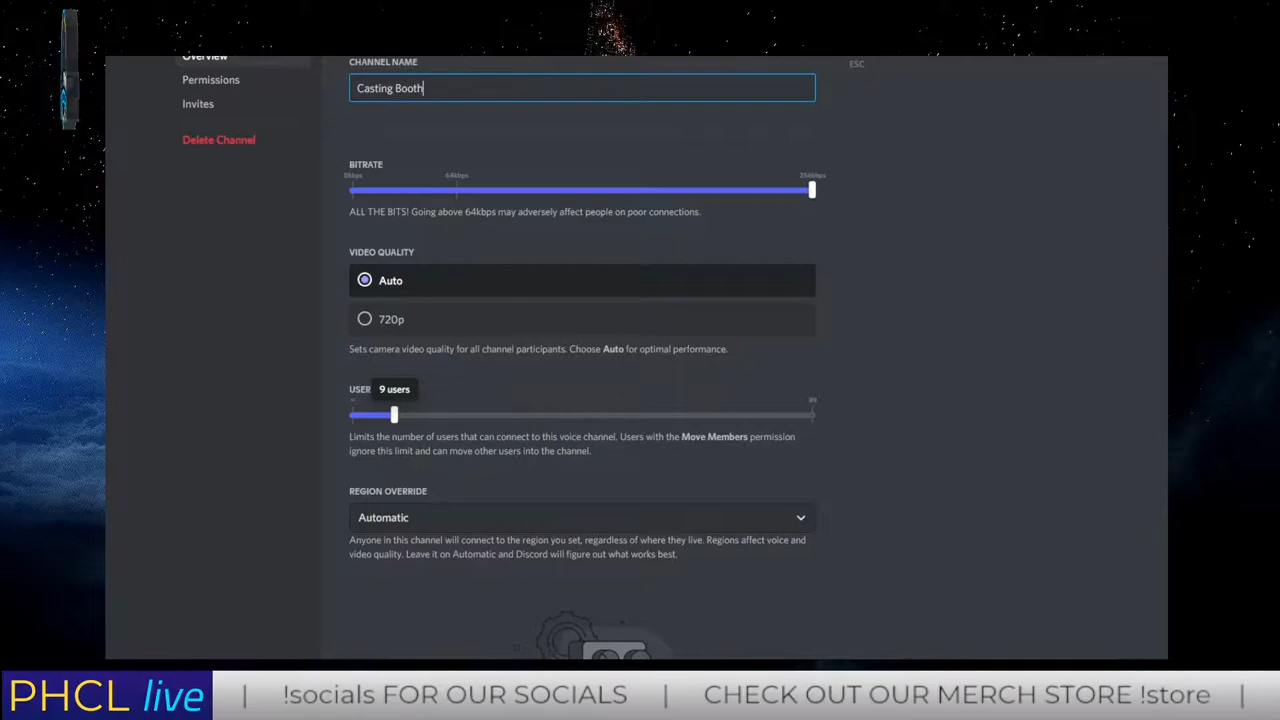 Overview
Permissions
Invites
Delete Channel
CHANNEL NAME
Casting Booth
ESC
BITRATE
8kbps
64kbps
256kbps
ALL THE BITS! Going above 64kbps may adversely affect people on poor connections.
VIDEO QUALITY
Auto
720p
Sets camera video quality for all channel participants. Choose Auto for optimal performance.
USER
9 users
99
Limits the number of users that can connect to this voice channel. Users with the Move Members permission
ignore this limit and can move other users into the channel.
REGION OVERRIDE
Automatic
Anyone in this channel will connect to the region you set, regardless of where they live. Regions affect voice and
video quality. Leave it on Automatic and Discord will figure out what works best.
PHCL live
| !socials FOR OUR SOCIALS | CHECK OUT OUR MERCH STORE !store |